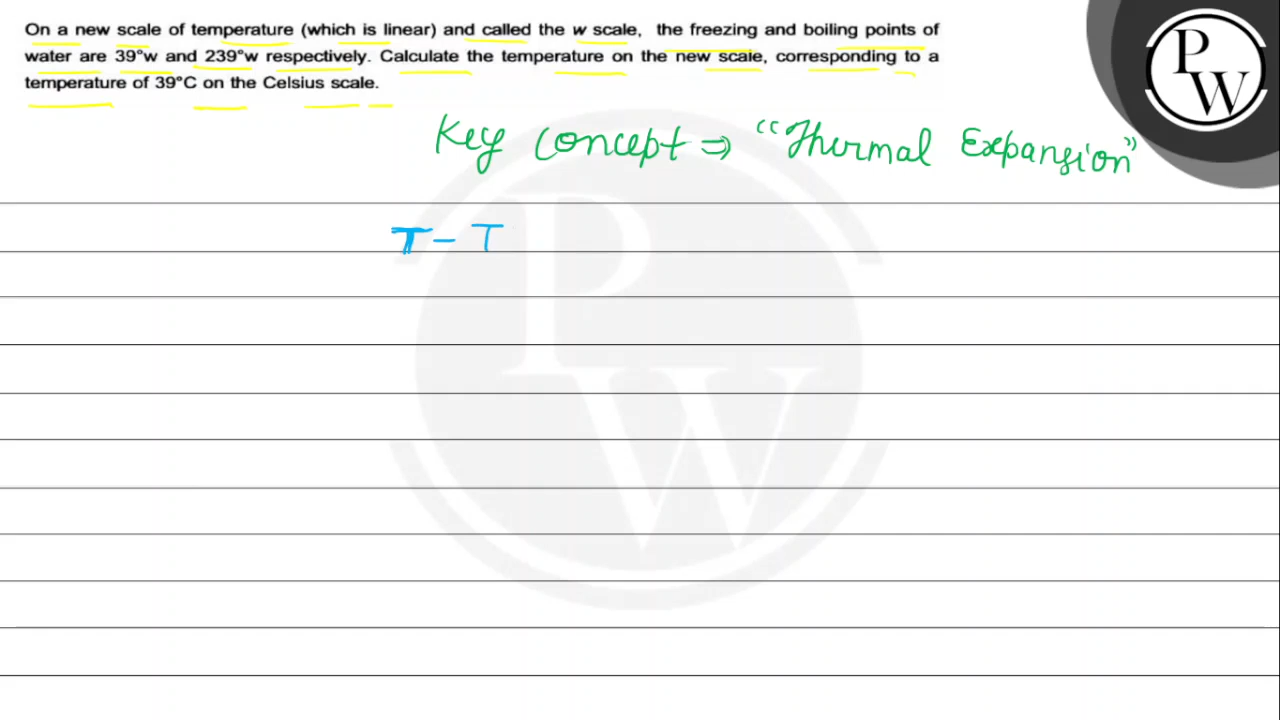 On a new scale of temperature (which is linear) and called the w scale, the freezing and boiling points of
water are 39°w and 239°w respectively. Calculate the temperature on the new scale, corresponding to a
temperature of 39°C on the Celsius scale.
Key Concept ⇒ "Thermal Expansion"
T - T
P
W
P
W